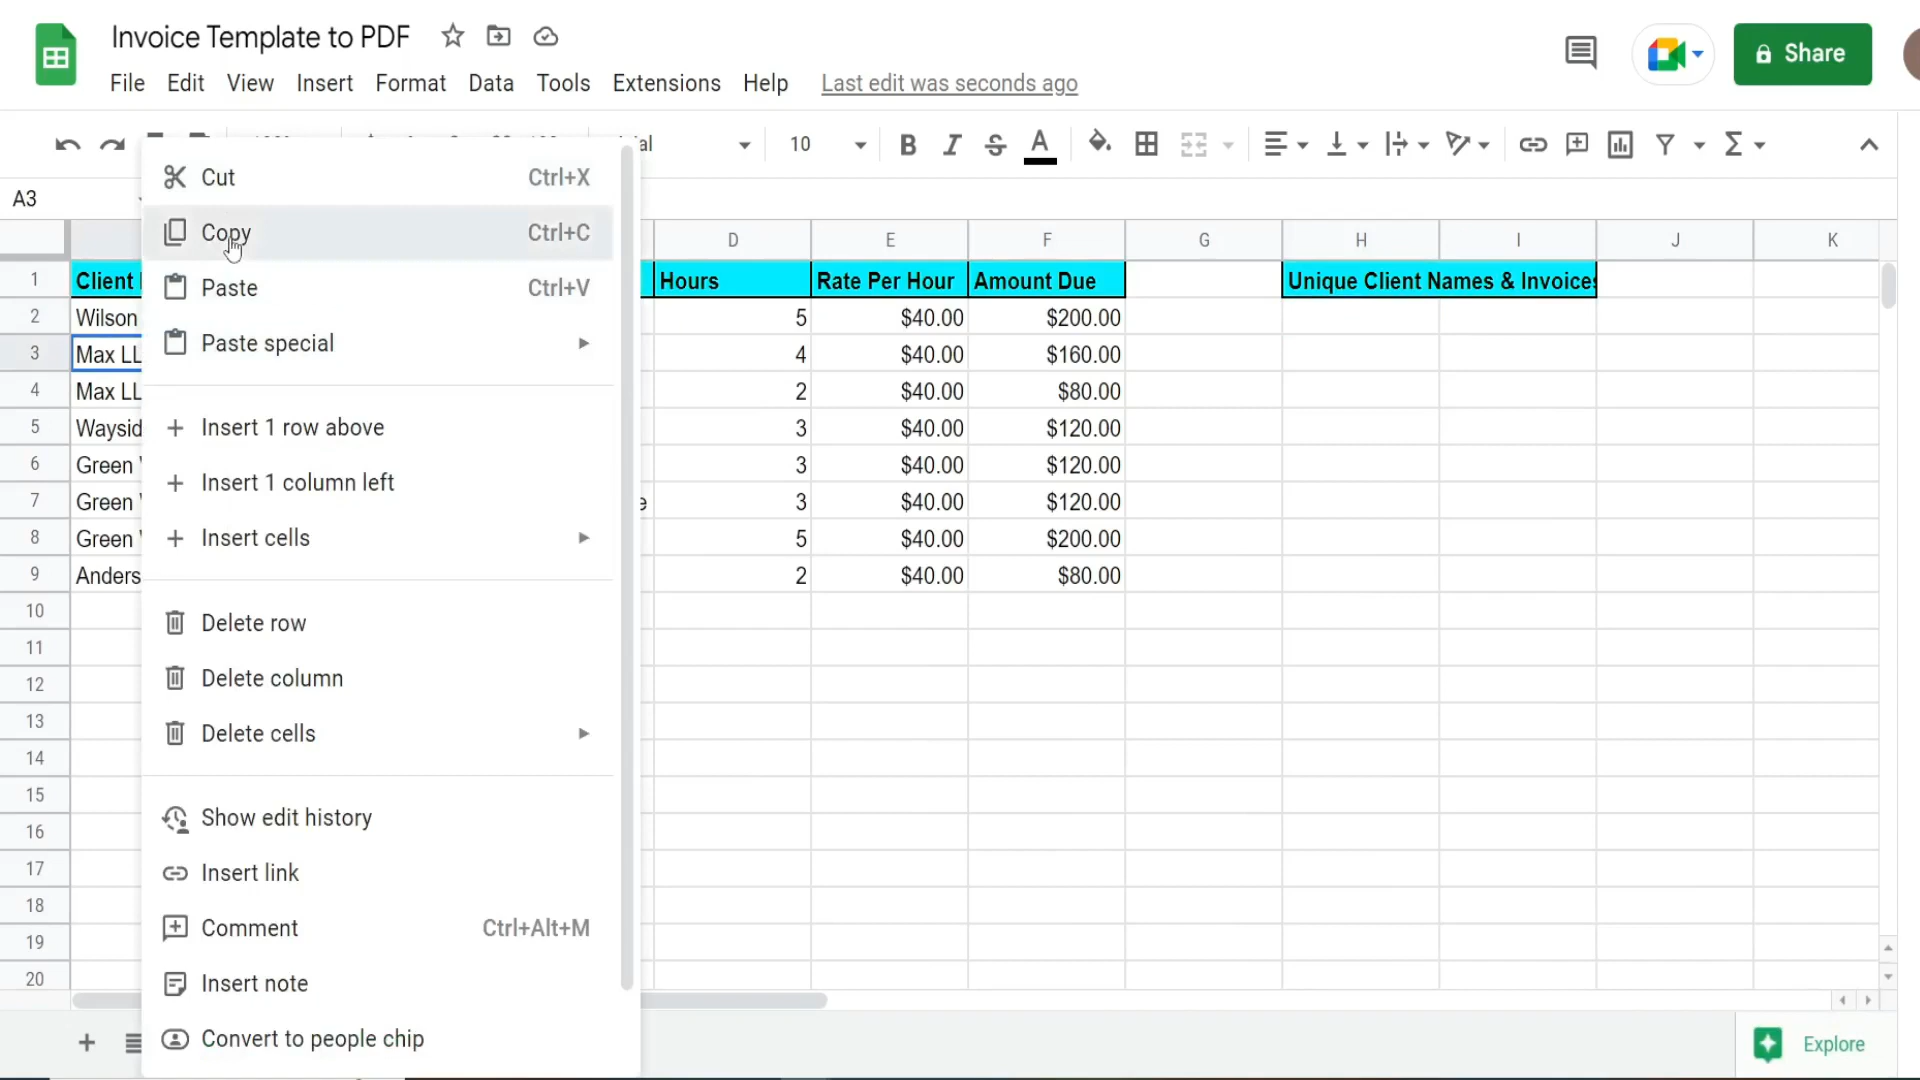 Invoice Template to PDF
File Edit View Insert Format Data Tools Extensions Help Last edit was seconds ago
Share
10 B I S A
A3
Cut Ctrl+X
Copy Ctrl+C
Paste Ctrl+V
Paste special
Insert 1 row above
Insert 1 column left
Insert cells
Delete row
Delete column
Delete cells
Show edit history
Insert link
Comment Ctrl+Alt+M
Insert note
Convert to people chip
D E F G H I J K
1 Client Hours Rate Per Hour Amount Due Unique Client Names & Invoices
2 Wilson 5 $40.00 $200.00
3 Max LL 4 $40.00 $160.00
4 Max LL 2 $40.00 $80.00
5 Waysid 3 $40.00 $120.00
6 Green 3 $40.00 $120.00
7 Green e 3 $40.00 $120.00
8 Green 5 $40.00 $200.00
9 Anders 2 $40.00 $80.00
10
11
12
13
14
15
16
17
18
19
20
Explore